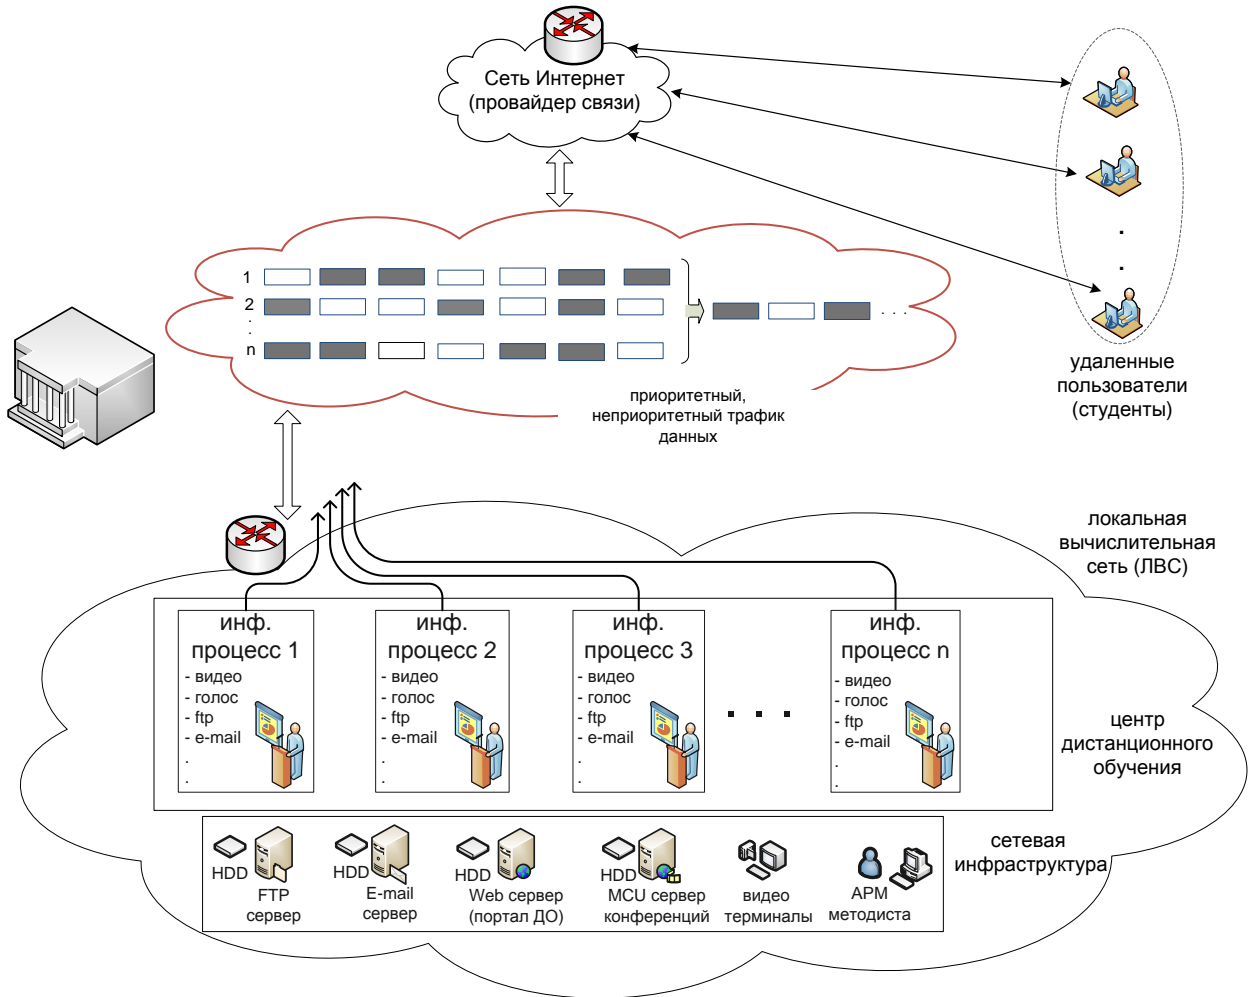 Сеть Интернет
(провайдер связи)
1
2
.
.
n
. . .
приоритетный,
неприоритетный трафик
данных
.
.
удаленные
пользователи
(студенты)
локальная
вычислительная
сеть (ЛВС)
инф.
процесс 1
- видео
- голос
- ftp
- e-mail
.
.
инф.
процесс 2
- видео
- голос
- ftp
- e-mail
.
.
инф.
процесс 3
- видео
- голос
- ftp
- e-mail
.
.
. . .
инф.
процесс n
- видео
- голос
- ftp
- e-mail
.
.
центр
дистанционного
обучения
HDD
FTP
сервер
HDD
E-mail
сервер
HDD
Web сервер
(портал ДО)
HDD
MCU сервер
конференций
видео
терминалы
АРМ
методиста
сетевая
инфраструктура